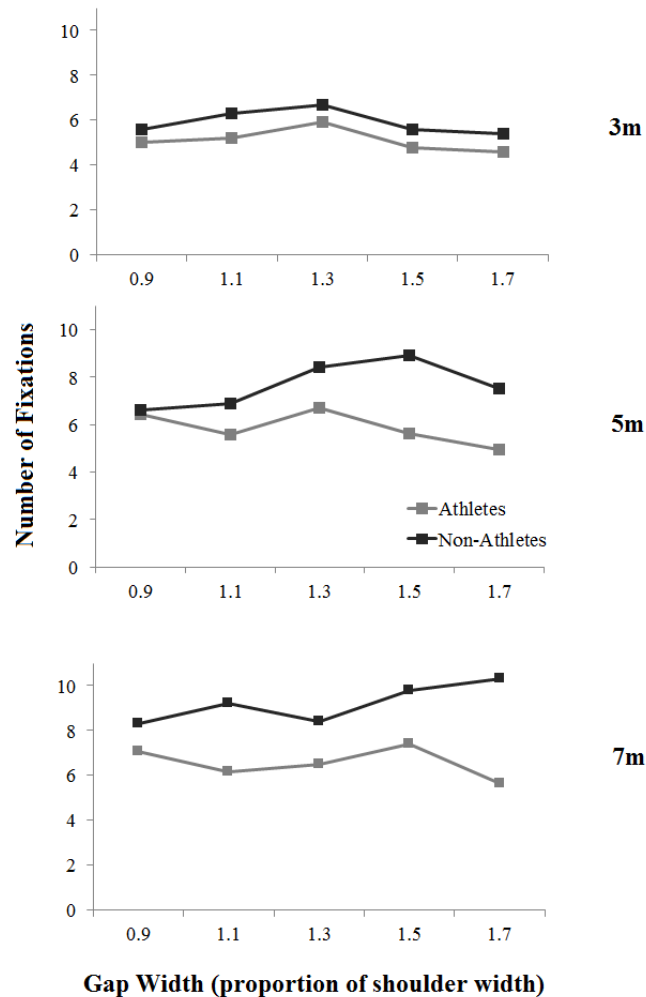 10
8
6
4
2
0
0.9 1.1 1.3 1.5 1.7
3m
Number of Fixations
10
8
6
4
2
0
0.9 1.1 1.3 1.5 1.7
Athletes
Non-Athletes
5m
10
8
6
4
2
0
0.9 1.1 1.3 1.5 1.7
7m
Gap Width (proportion of shoulder width)